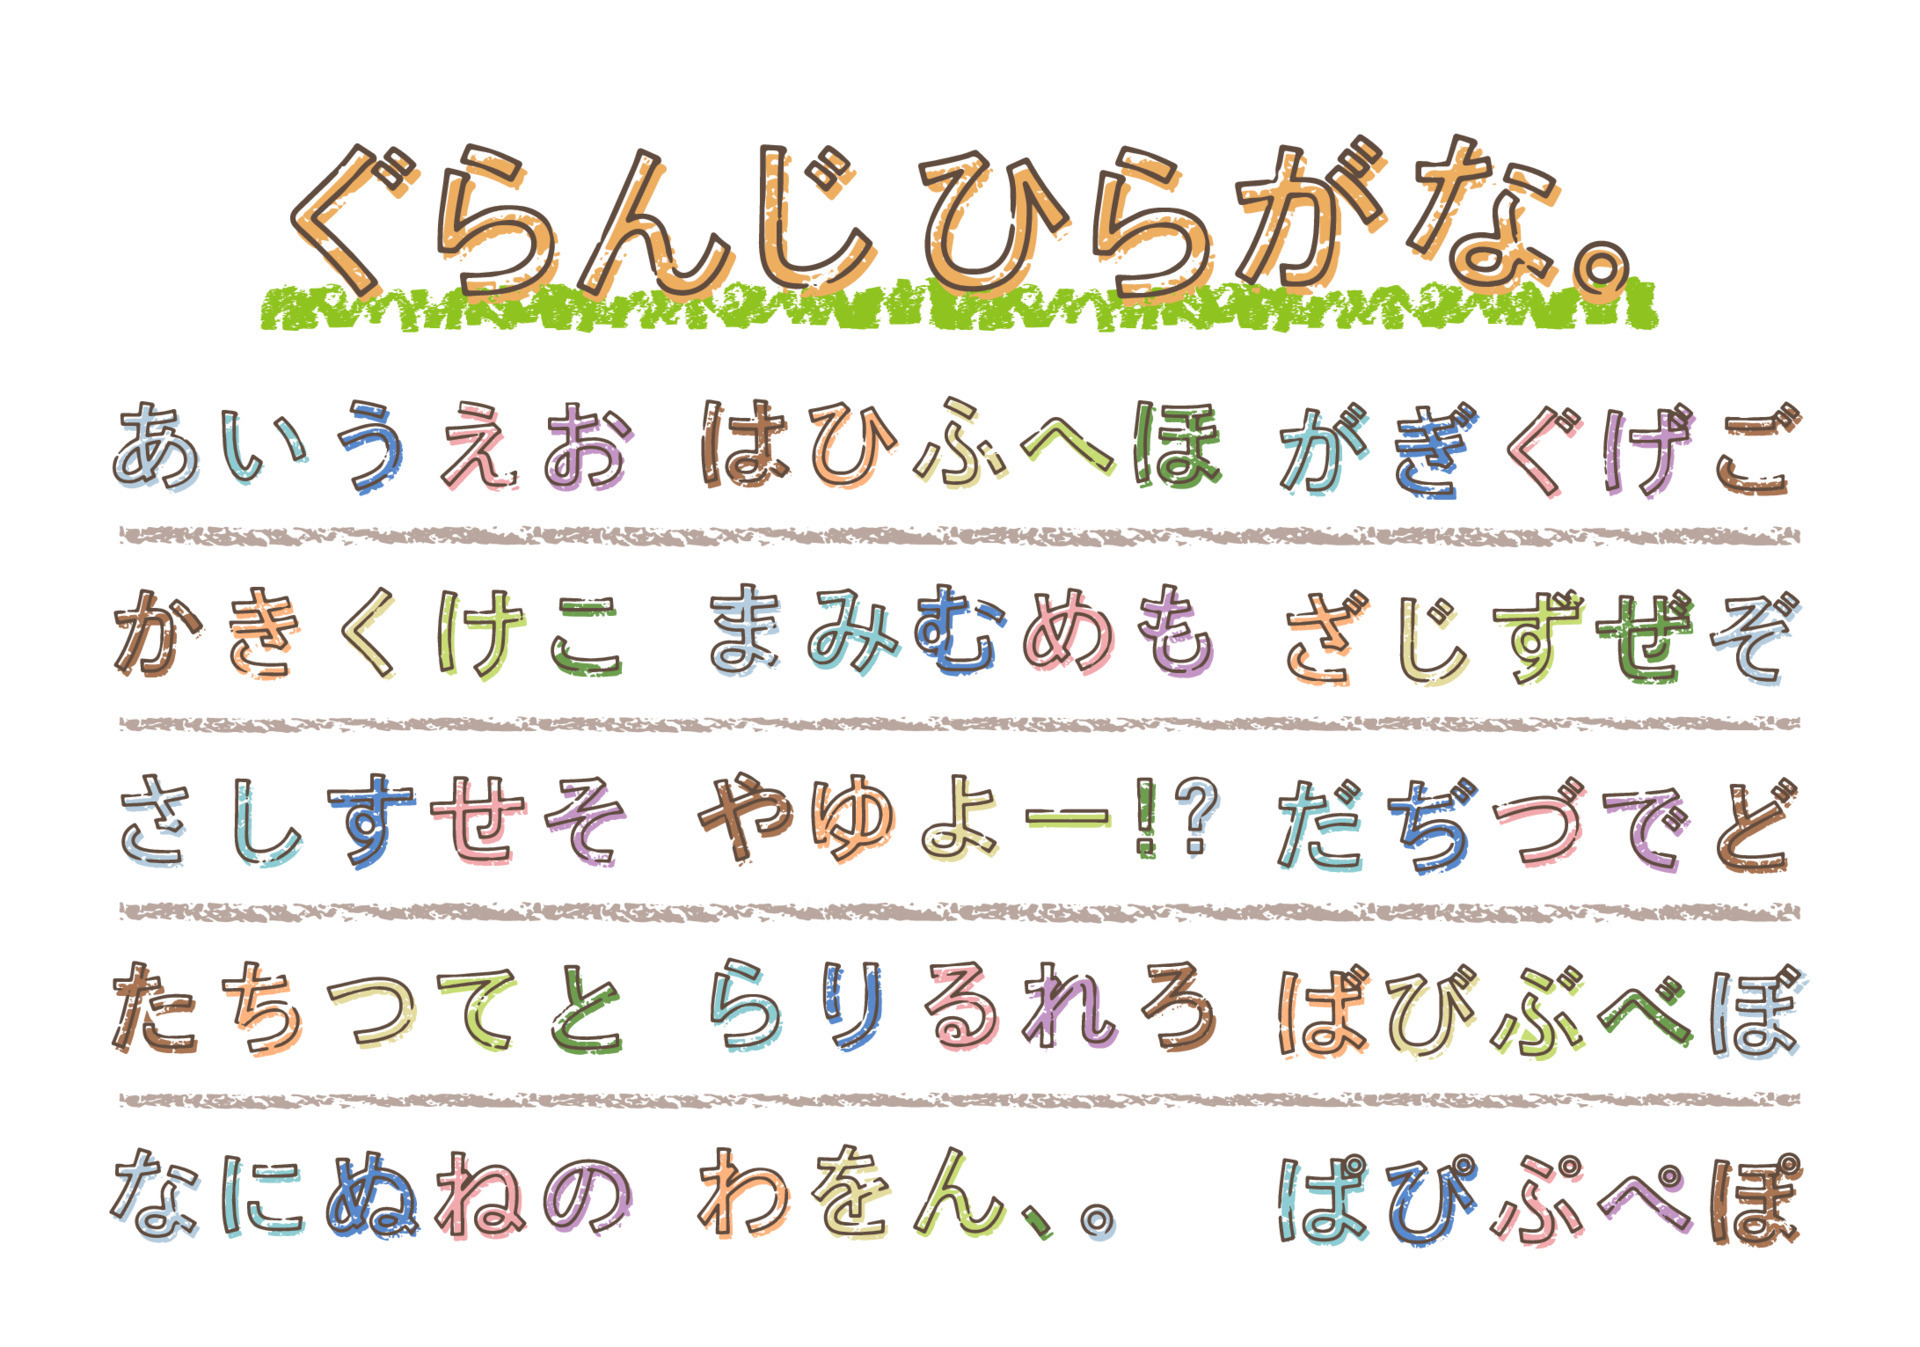 ぐらんじ ひらがな。
あいうえお はひふへほ がぎぐげご
かきくけこ まみむめも ざじずぜぞ
さしすせそ やゆよー!? だぢづでど
たちつてと らりるれろ ばびぶべぼ
なにぬねの わをん、。 ぱぴぷぺぽ